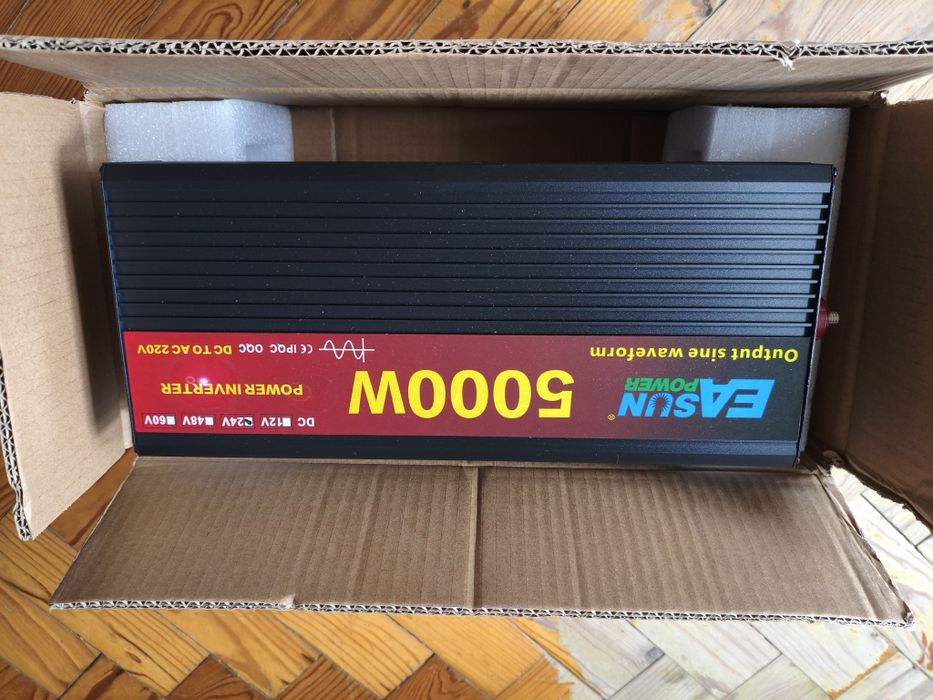 EASUN
POWER
®
5000W
DC ■12V ☑24V ■48V ■60V
POWER INVERTER
Output sine waveform
CE IPQC OQC DC TO AC 220V